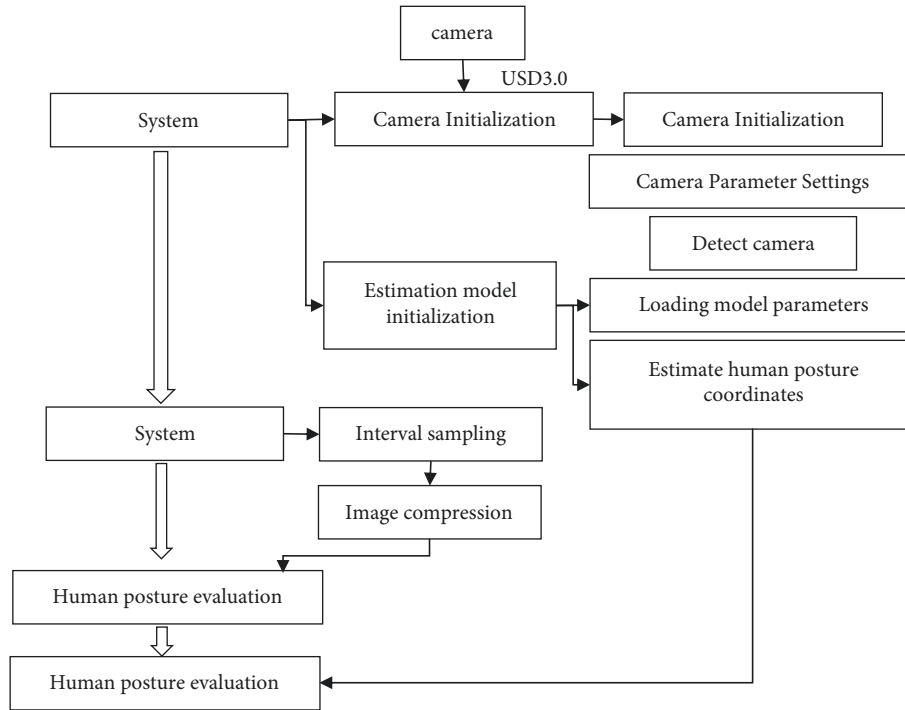 camera
USD3.0
System
Camera Initialization
Camera Initialization
Camera Parameter Settings
Detect camera
Estimation model
initialization
Loading model parameters
Estimate human posture
coordinates
System
Interval sampling
Image compression
Human posture evaluation
Human posture evaluation